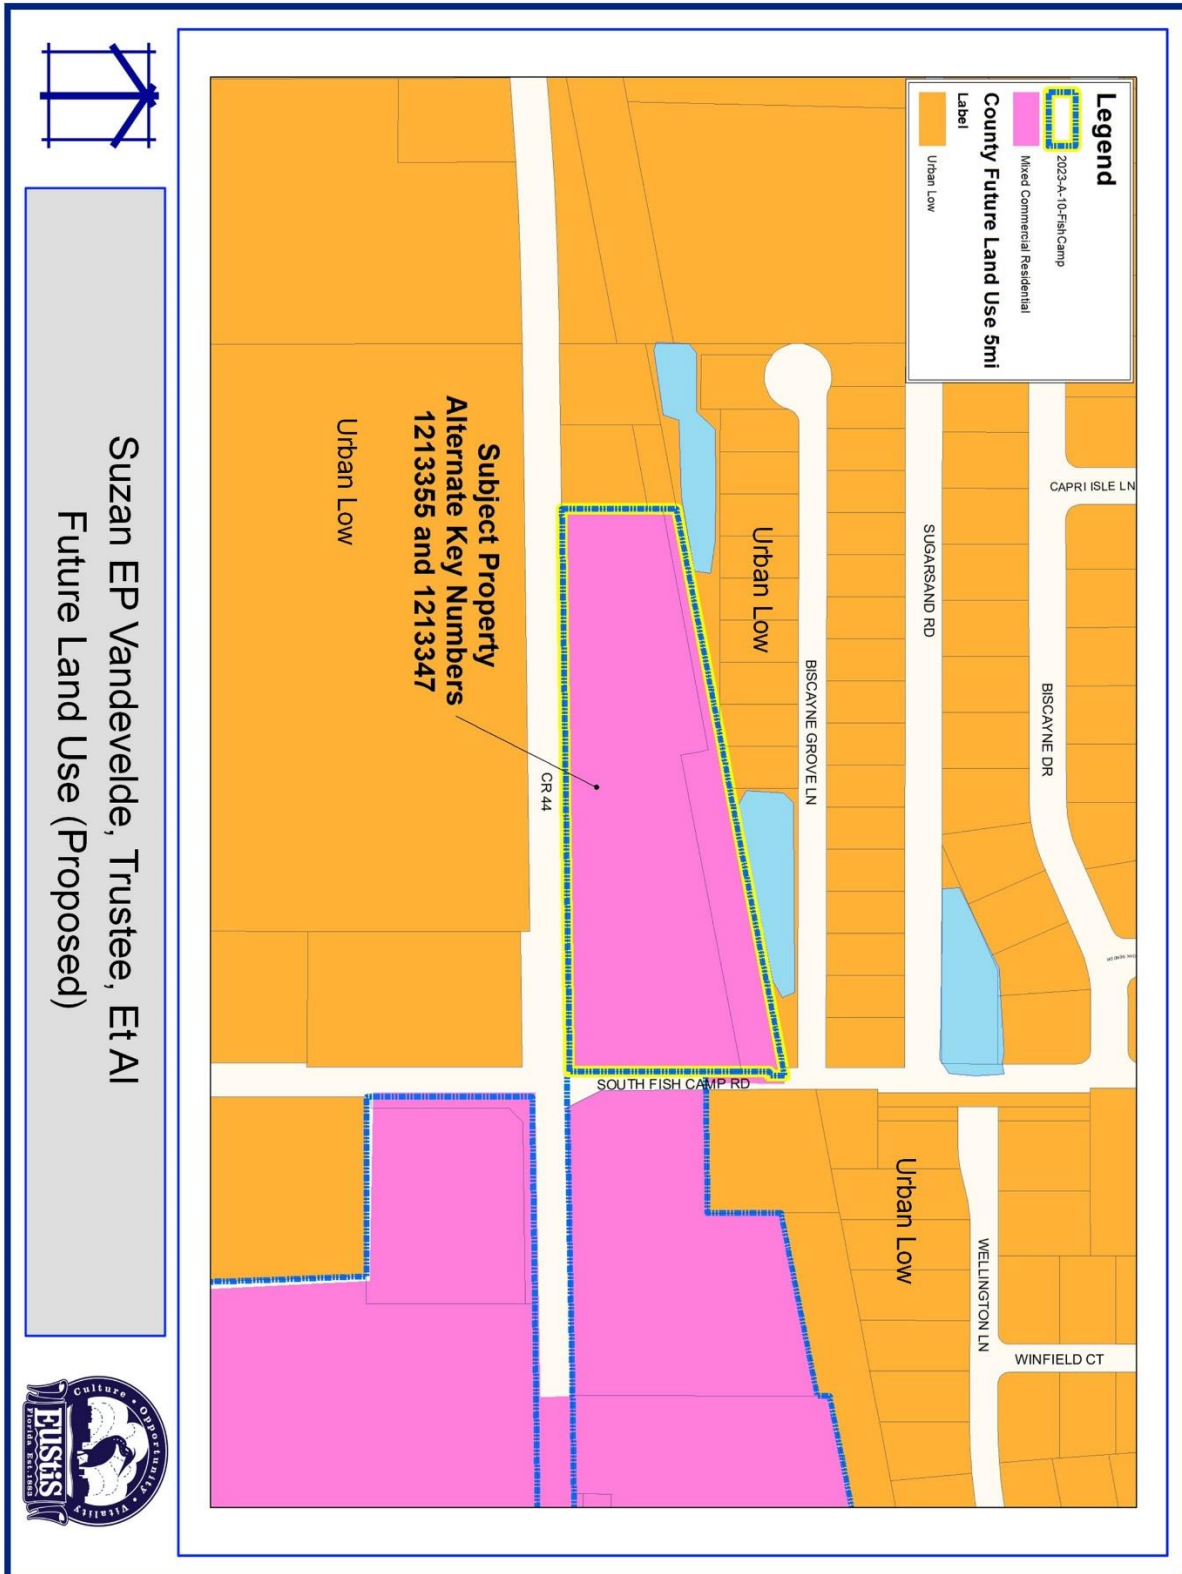 Legend
2023-A-10-FishCamp
Mixed Commercial Residential
County Future Land Use 5mi
Label
Urban Low
CAPRI ISLE LN
BISCAYNE DR
SUGARSAND RD
BISCAYNE GROVE LN
Urban Low
Subject Property
Alternate Key Numbers
1213355 and 1213347
Urban Low
CR 44
SOUTH FISH CAMP RD
Urban Low
WELLINGTON LN
WINFIELD CT
Suzan EP Vandevelde, Trustee, Et Al
Future Land Use (Proposed)
Culture • Opportunity • Vitality
EUSTIS
Florida Est.1883